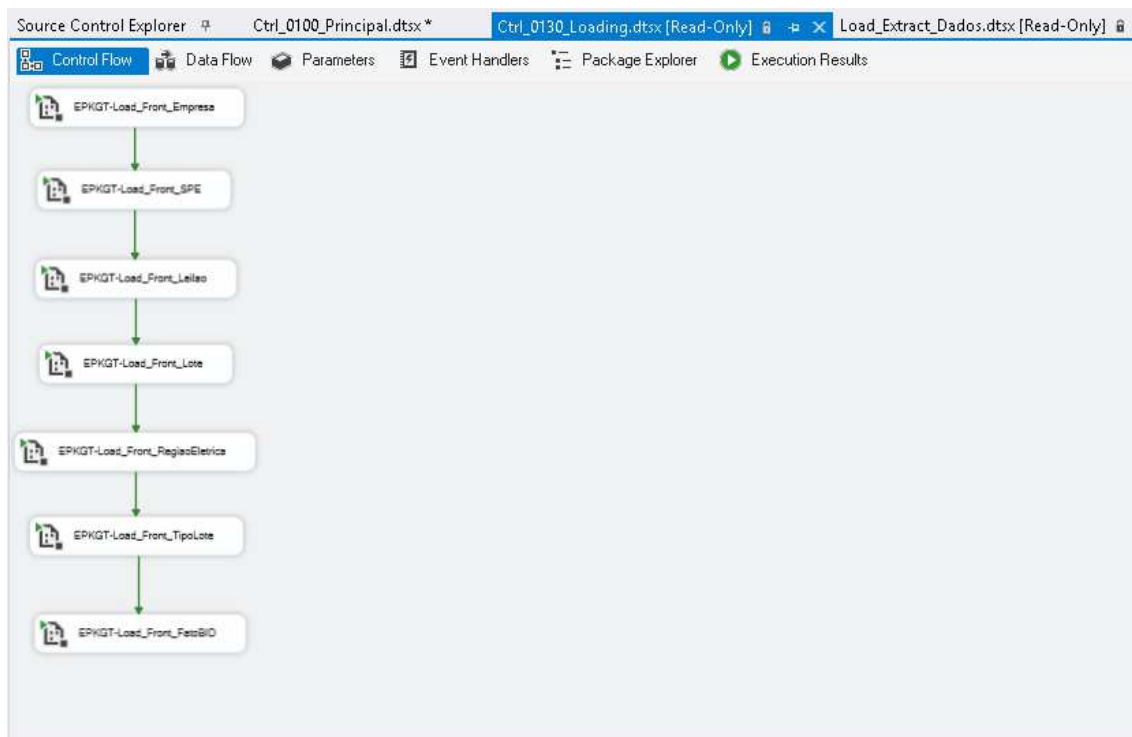 Source Control Explorer Ctrl_0100_Principal.dtsx* Ctrl_0130_Loading.dtsx [Read-Only] Load_Extract_Dados.dtsx [Read-Only]
Control Flow Data Flow Parameters Event Handlers Package Explorer Execution Results
EPKGT-Load_Front_Empresa
EPKGT-Load_Front_SPE
EPKGT-Load_Front_Leilao
EPKGT-Load_Front_Lote
EPKGT-Load_Front_RegiaoEletrica
EPKGT-Load_Front_TipoLote
EPKGT-Load_Front_FatoBID